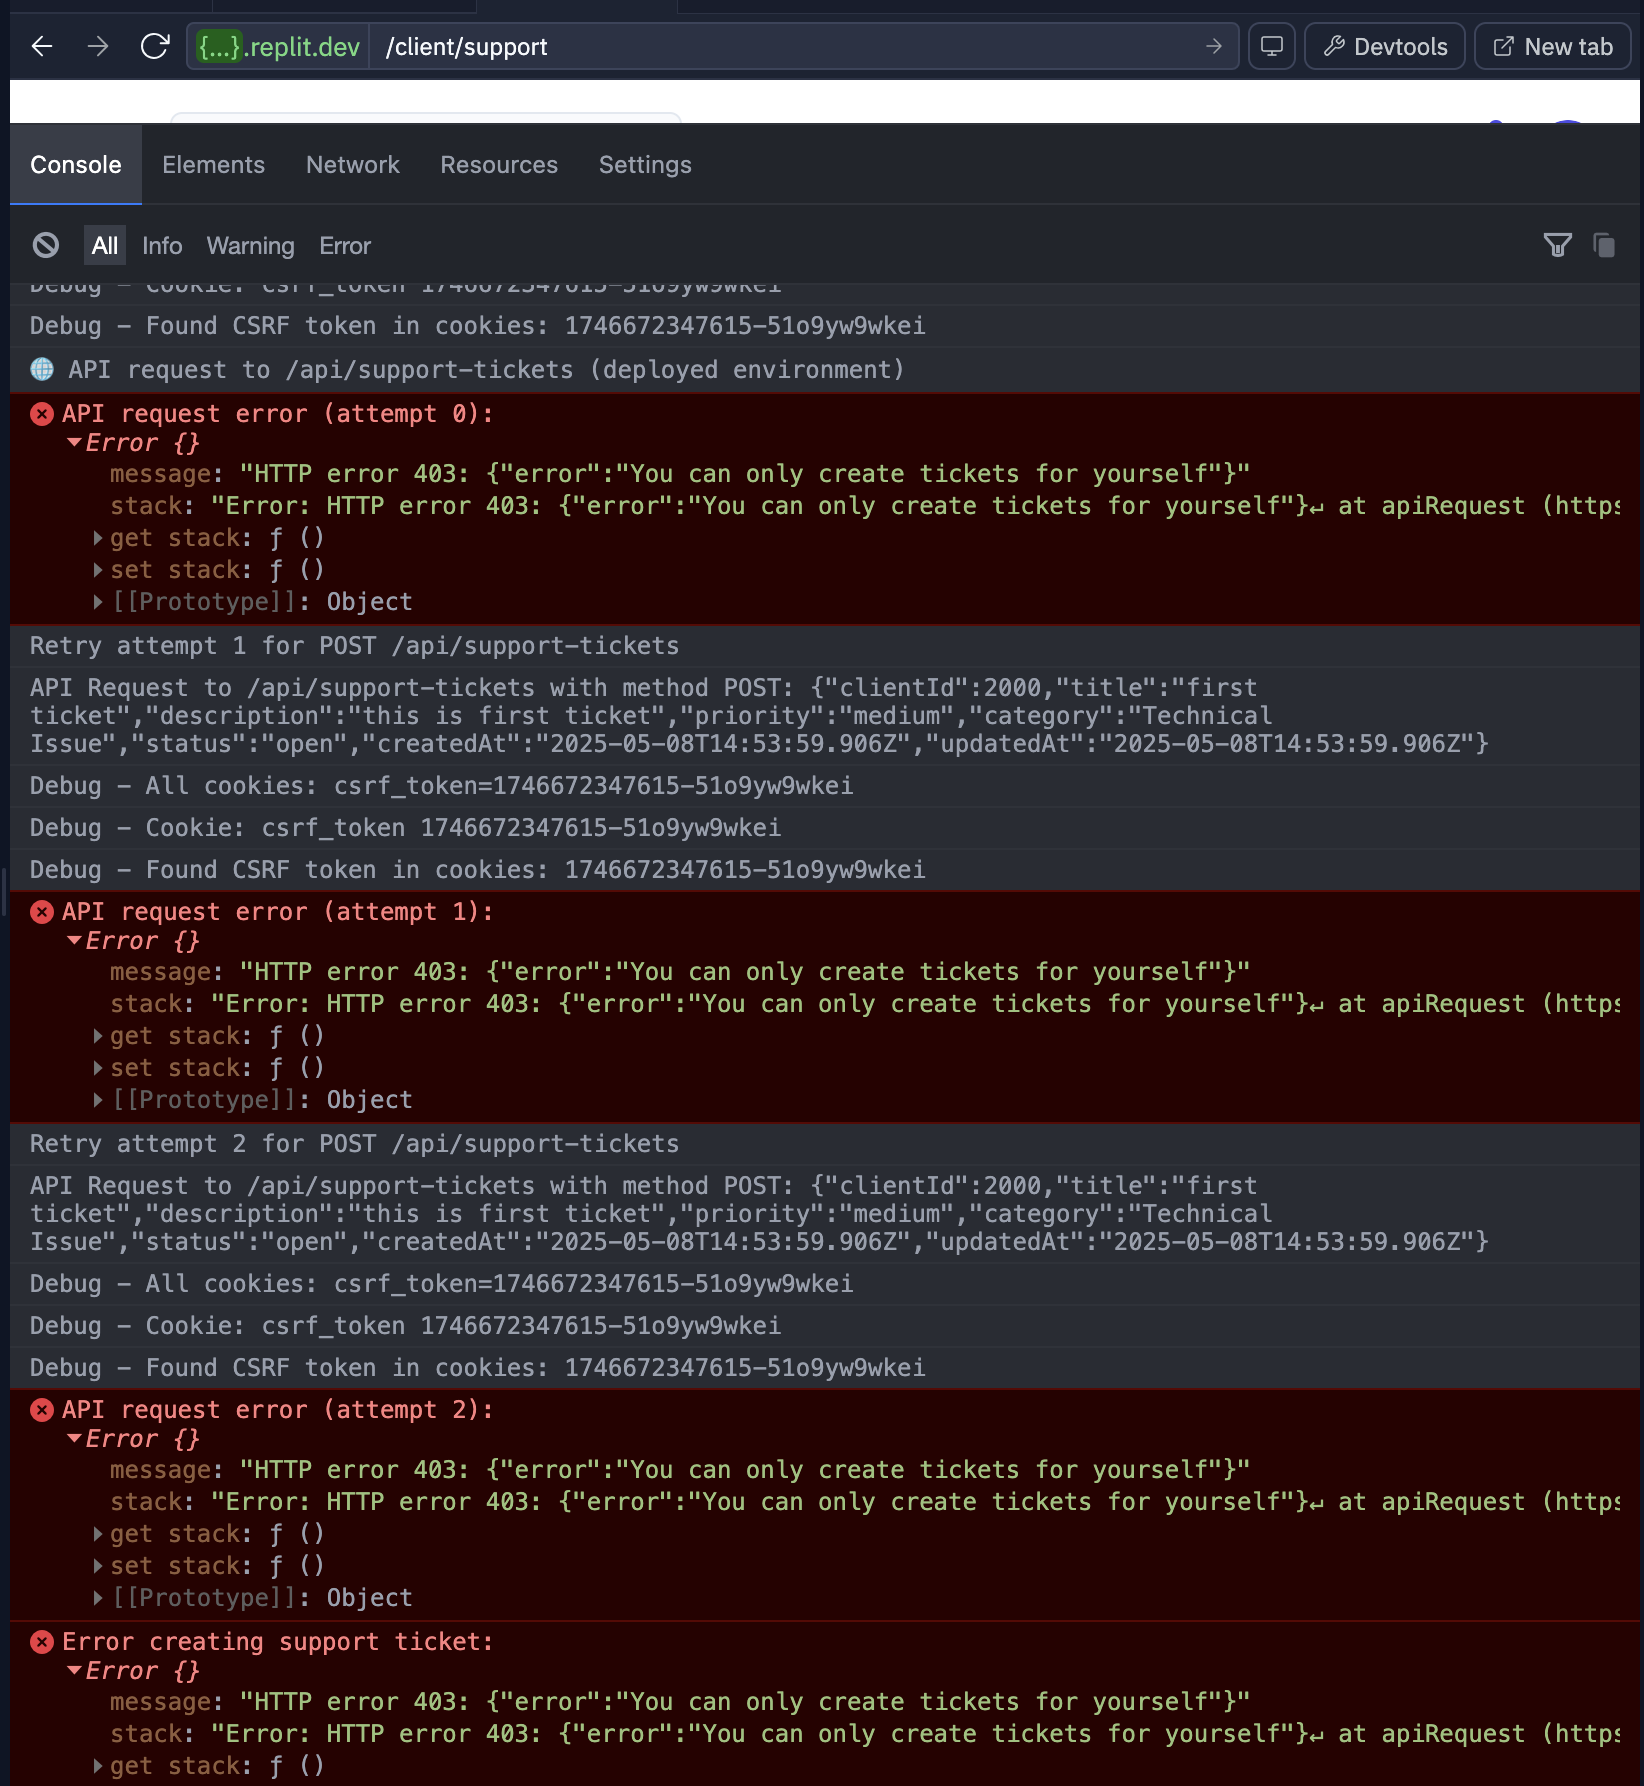 {...}.replit.dev /client/support Devtools New tab
Console Elements Network Resources Settings
All Info Warning Error
Debug – Cookie: csrf_token 1746672347615–51o9yw9wkei
Debug – Found CSRF token in cookies: 1746672347615–51o9yw9wkei
🌐 API request to /api/support–tickets (deployed environment)
API request error (attempt 0):
▼Error {}
message: "HTTP error 403: {"error":"You can only create tickets for yourself"}"
stack: "Error: HTTP error 403: {"error":"You can only create tickets for yourself"}↵ at apiRequest (https
▶get stack: ƒ ()
▶set stack: ƒ ()
▶[[Prototype]]: Object
Retry attempt 1 for POST /api/support–tickets
API Request to /api/support–tickets with method POST: {"clientId":2000,"title":"first
ticket","description":"this is first ticket","priority":"medium","category":"Technical
Issue","status":"open","createdAt":"2025–05–08T14:53:59.906Z","updatedAt":"2025–05–08T14:53:59.906Z"}
Debug – All cookies: csrf_token=1746672347615–51o9yw9wkei
Debug – Cookie: csrf_token 1746672347615–51o9yw9wkei
Debug – Found CSRF token in cookies: 1746672347615–51o9yw9wkei
API request error (attempt 1):
▼Error {}
message: "HTTP error 403: {"error":"You can only create tickets for yourself"}"
stack: "Error: HTTP error 403: {"error":"You can only create tickets for yourself"}↵ at apiRequest (https
▶get stack: ƒ ()
▶set stack: ƒ ()
▶[[Prototype]]: Object
Retry attempt 2 for POST /api/support–tickets
API Request to /api/support–tickets with method POST: {"clientId":2000,"title":"first
ticket","description":"this is first ticket","priority":"medium","category":"Technical
Issue","status":"open","createdAt":"2025–05–08T14:53:59.906Z","updatedAt":"2025–05–08T14:53:59.906Z"}
Debug – All cookies: csrf_token=1746672347615–51o9yw9wkei
Debug – Cookie: csrf_token 1746672347615–51o9yw9wkei
Debug – Found CSRF token in cookies: 1746672347615–51o9yw9wkei
API request error (attempt 2):
▼Error {}
message: "HTTP error 403: {"error":"You can only create tickets for yourself"}"
stack: "Error: HTTP error 403: {"error":"You can only create tickets for yourself"}↵ at apiRequest (https
▶get stack: ƒ ()
▶set stack: ƒ ()
▶[[Prototype]]: Object
Error creating support ticket:
▼Error {}
message: "HTTP error 403: {"error":"You can only create tickets for yourself"}"
stack: "Error: HTTP error 403: {"error":"You can only create tickets for yourself"}↵ at apiRequest (https
▶get stack: ƒ ()